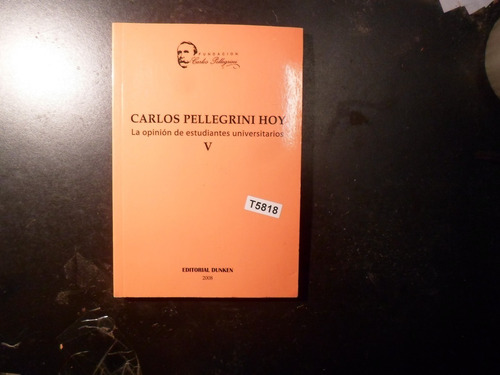 FUNDACION
Carlos Pellegrini
CARLOS PELLEGRINI HOY
La opinión de estudiantes universitarios
V
T5818
EDITORIAL DUNKEN
2008